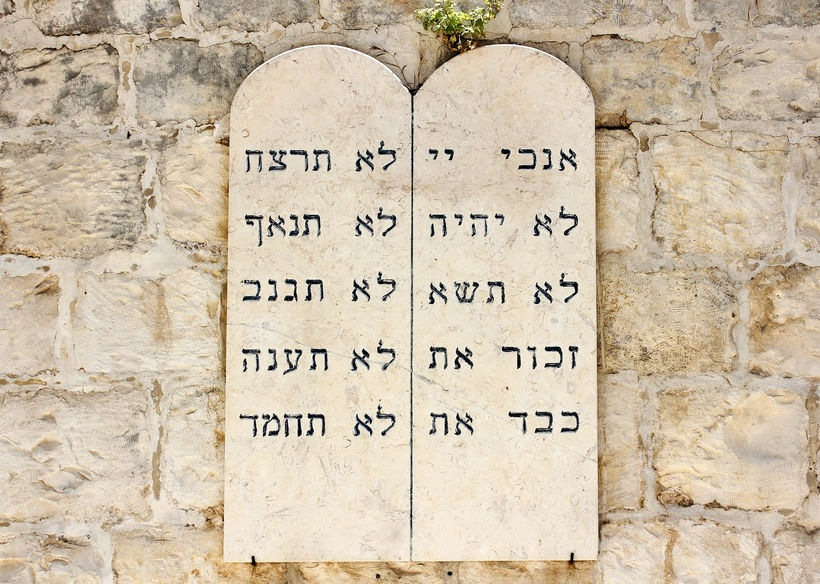 אנכי יי
לא יהיה
לא תשא
זכור את
כבד את
לא תרצח
לא תנאף
לא תגנב
לא תענה
לא תחמד